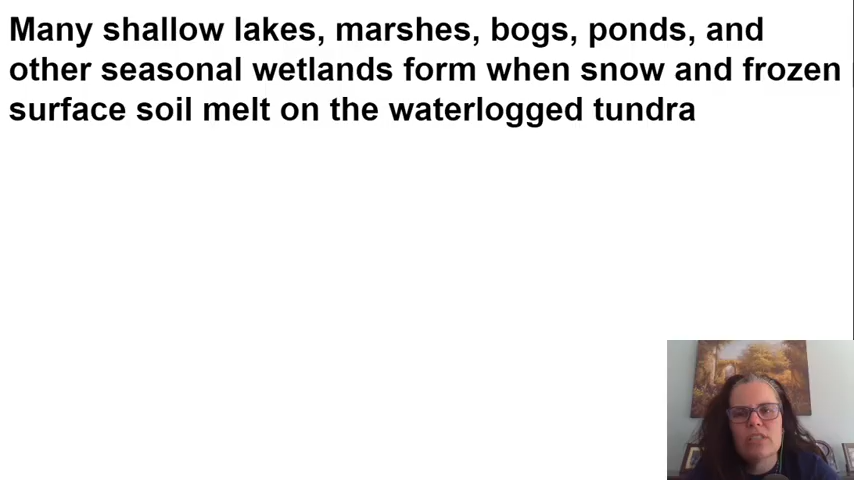 Many shallow lakes, marshes, bogs, ponds, and
other seasonal wetlands form when snow and frozen
surface soil melt on the waterlogged tundra